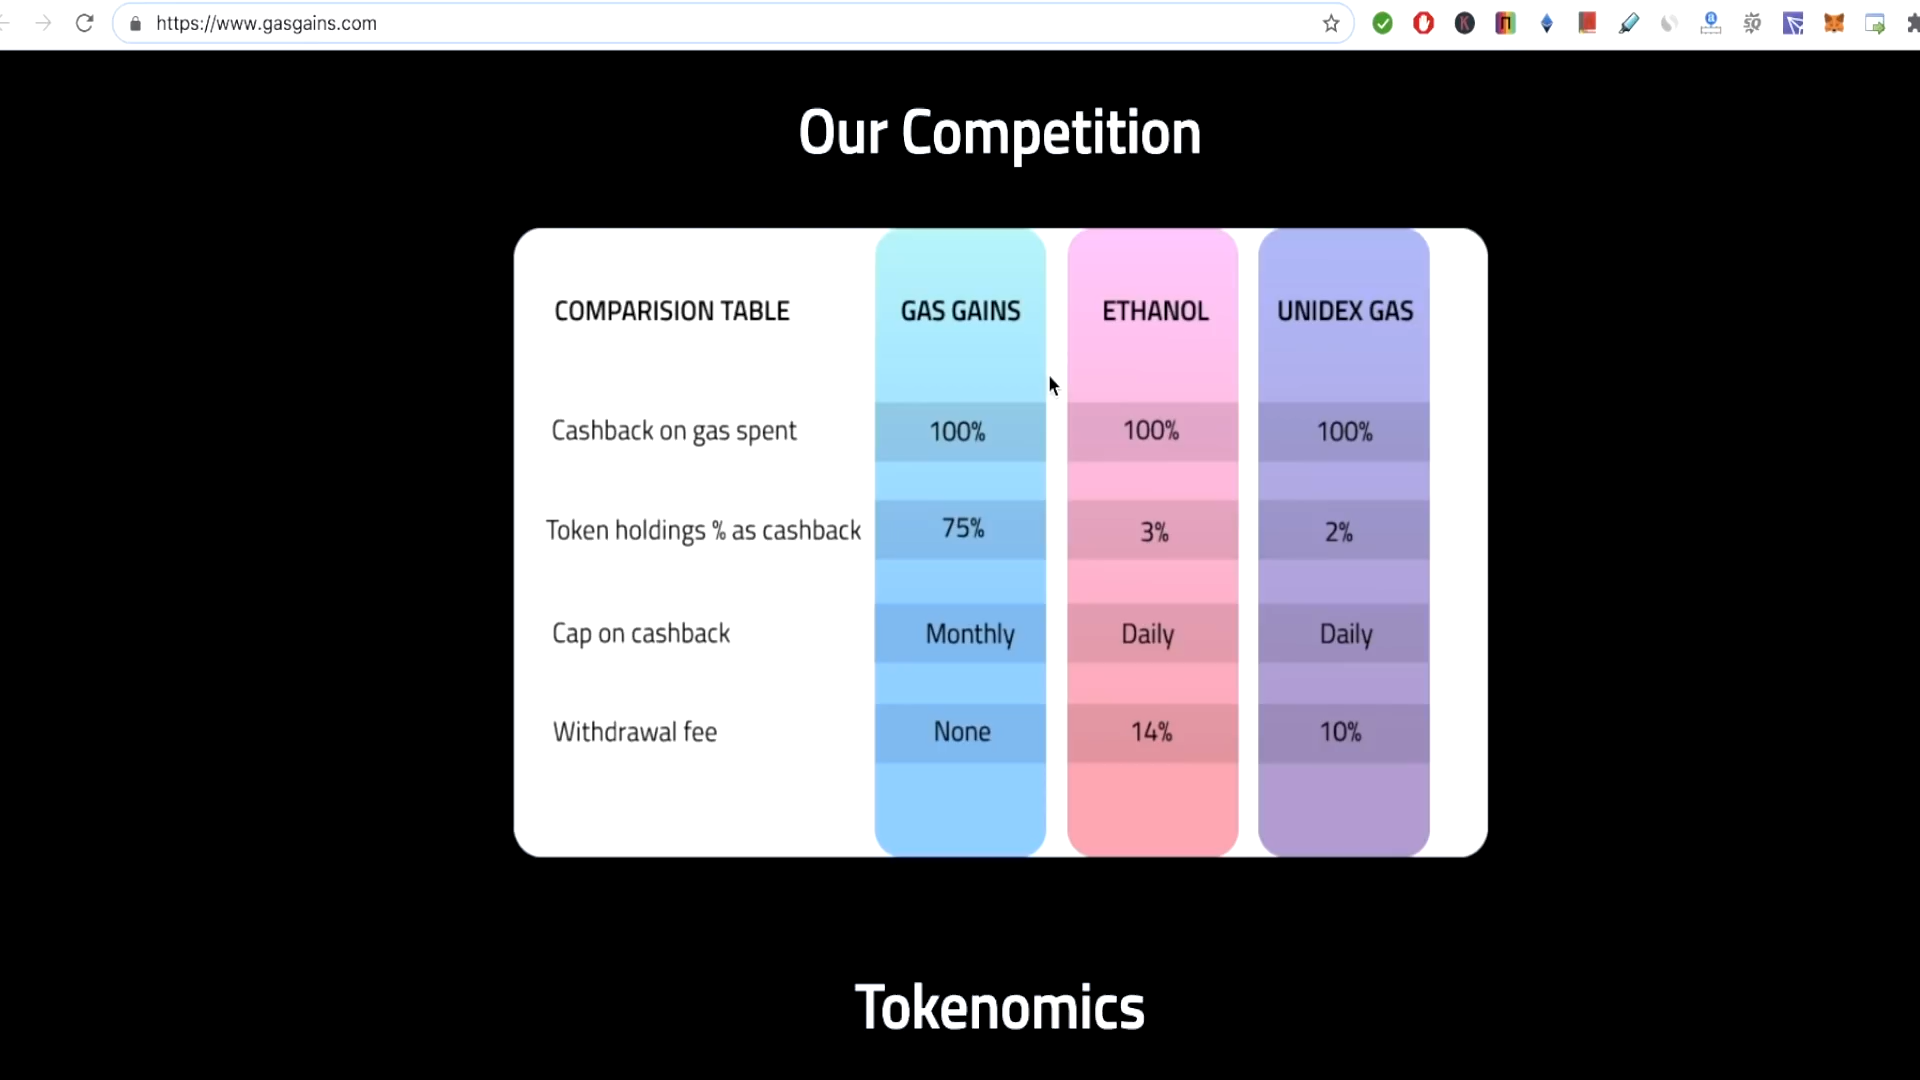 https://www.gasgains.com
Our Competition
COMPARISION TABLE GAS GAINS ETHANOL UNIDEX GAS
Cashback on gas spent 100% 100% 100%
Token holdings % as cashback 75% 3% 2%
Cap on cashback Monthly Daily Daily
Withdrawal fee None 14% 10%
Tokenomics